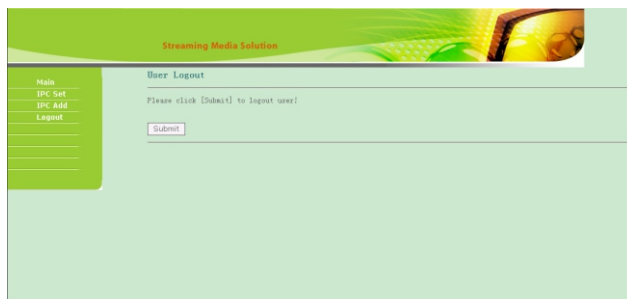 Streaming Media Solution
Main
IPC Set
IPC Add
Logout
User Logout
Please click [Submit] to logout user!
Submit